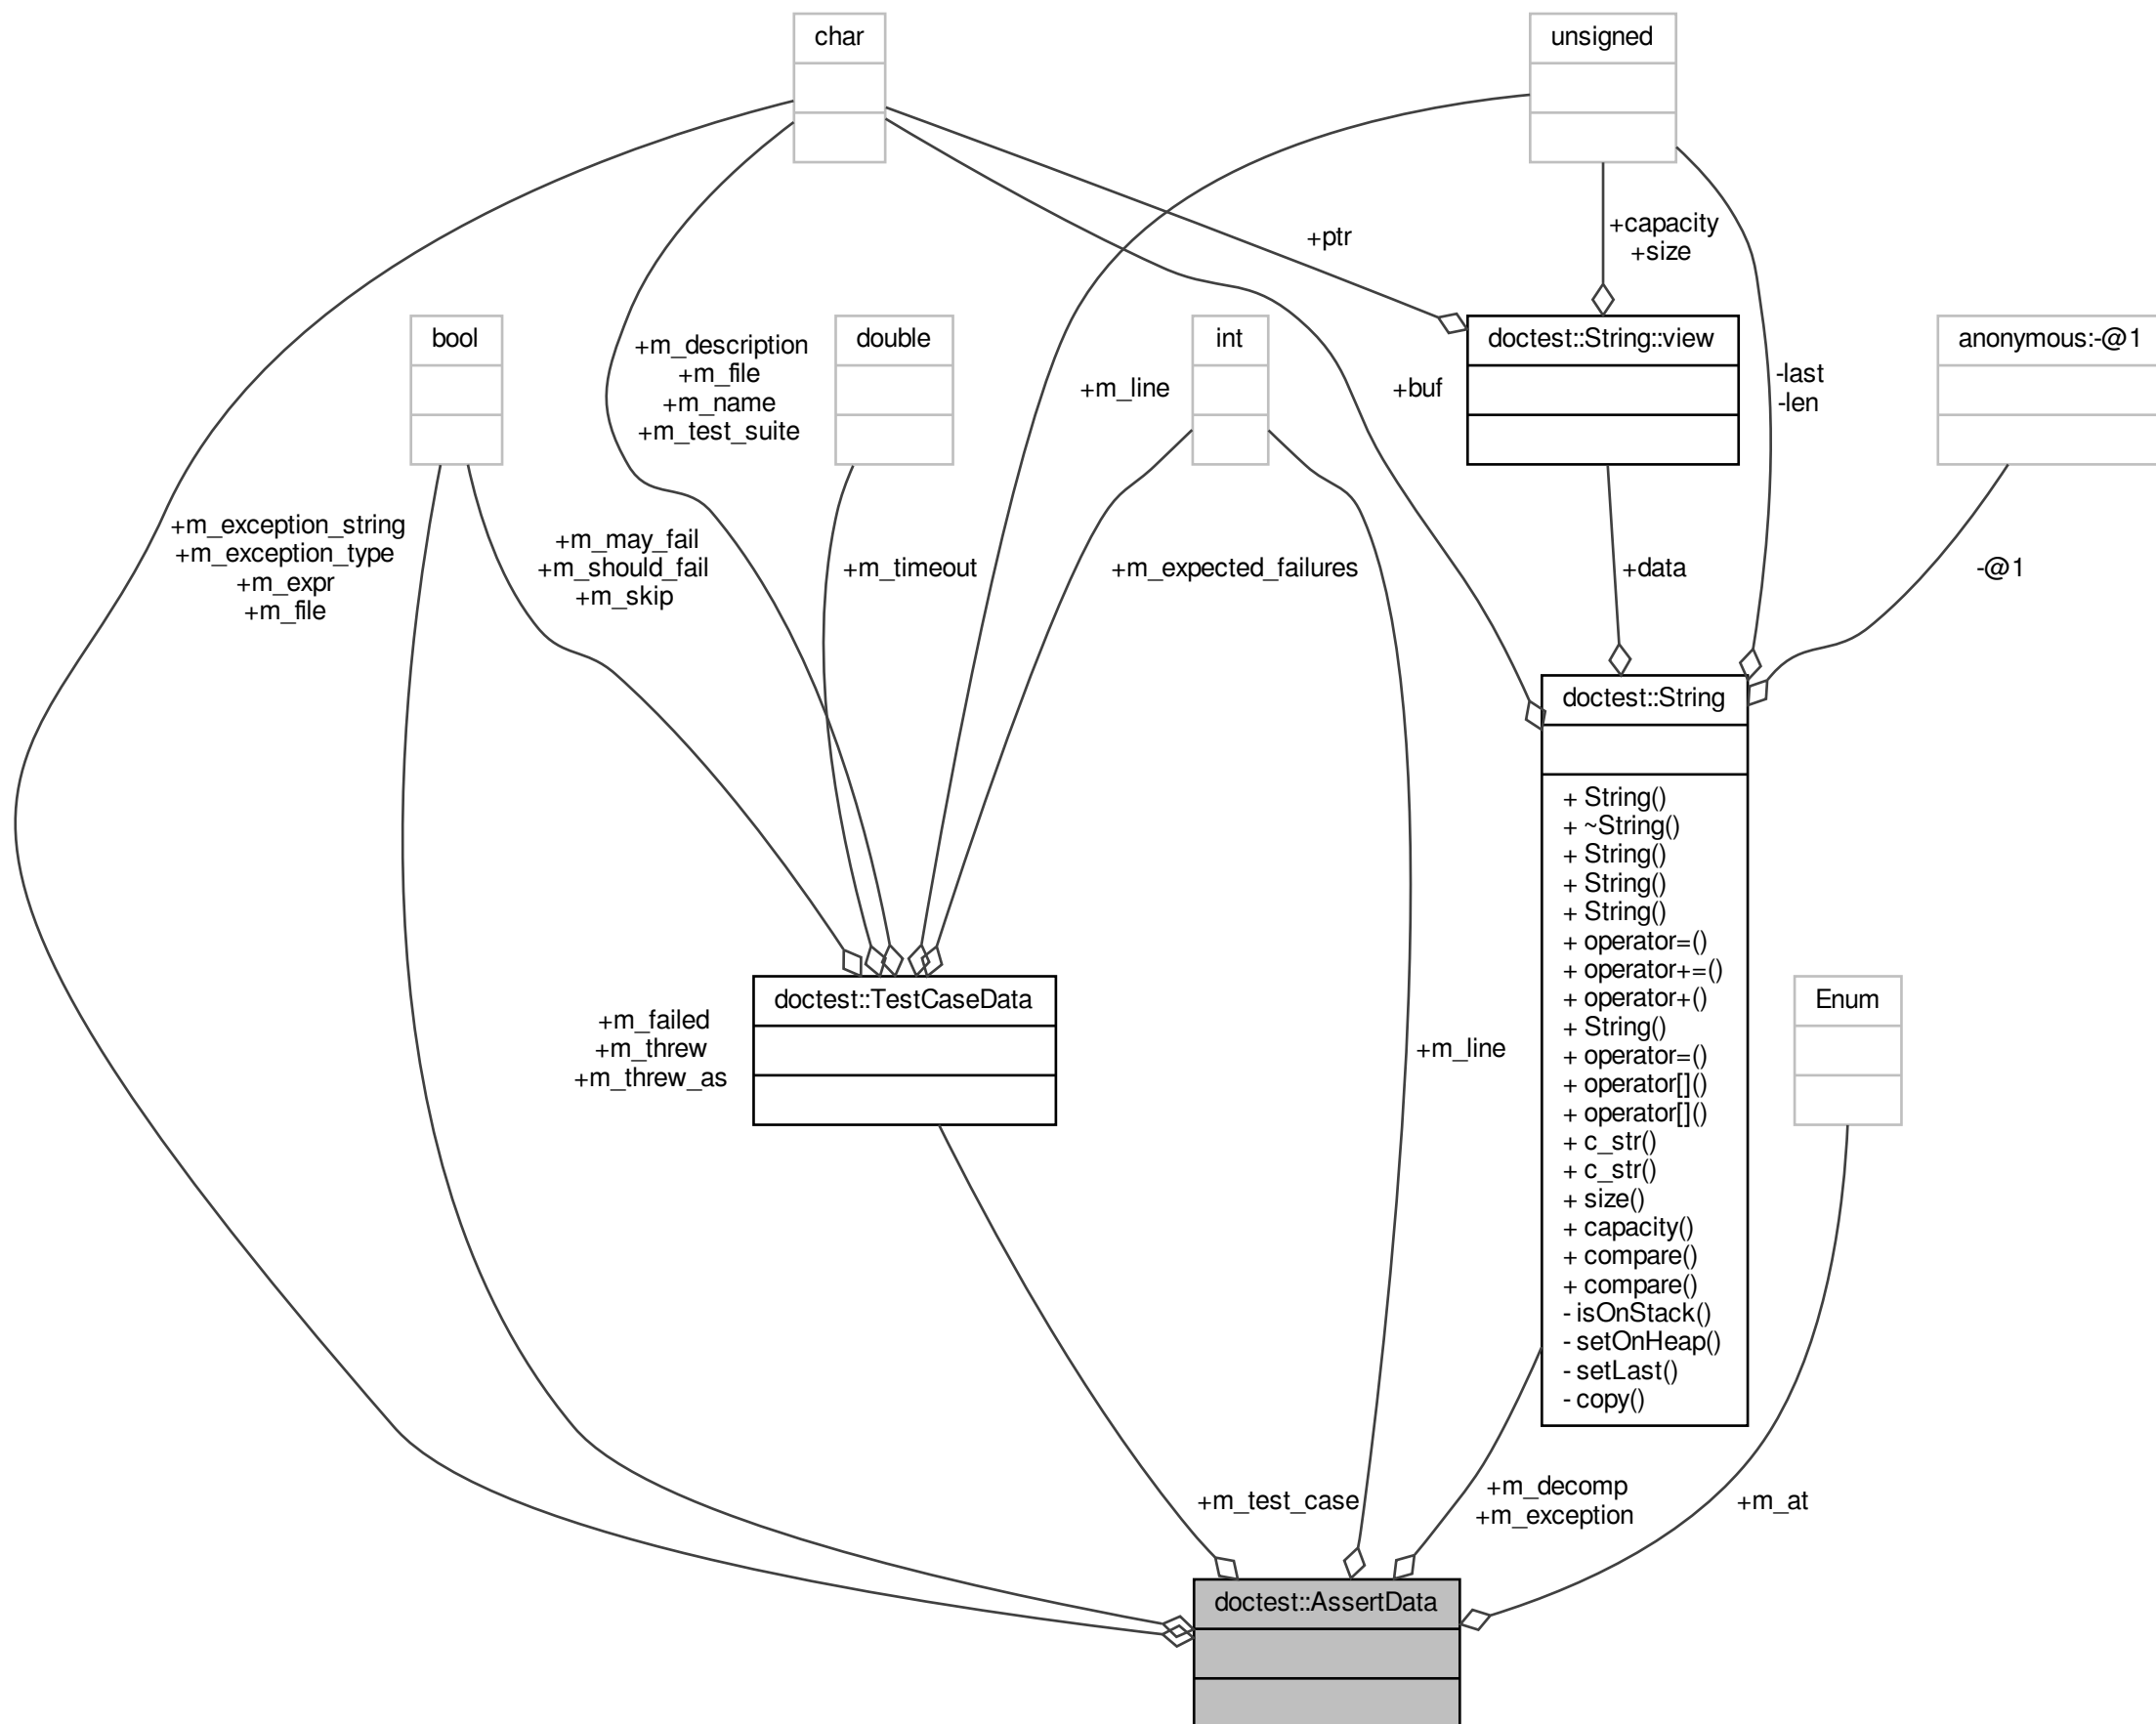 char
unsigned
+capacity
+size
+ptr
bool
double
int
doctest::String::view
anonymous:-@1
+m_description
+m_file
+m_name
+m_test_suite
+m_line
+buf
-last
-len
+m_exception_string
+m_exception_type
+m_expr
+m_file
+m_may_fail
+m_should_fail
+m_skip
+m_timeout
+m_expected_failures
+data
-@1
doctest::String
+ String()
+ ~String()
+ String()
+ String()
+ String()
+ operator=()
+ operator+=()
+ operator+()
+ String()
+ operator=()
+ operator[]()
+ operator[]()
+ c_str()
+ c_str()
+ size()
+ capacity()
+ compare()
+ compare()
- isOnStack()
- setOnHeap()
- setLast()
- copy()
doctest::TestCaseData
Enum
+m_failed
+m_threw
+m_threw_as
+m_line
+m_test_case
+m_decomp
+m_exception
+m_at
doctest::AssertData